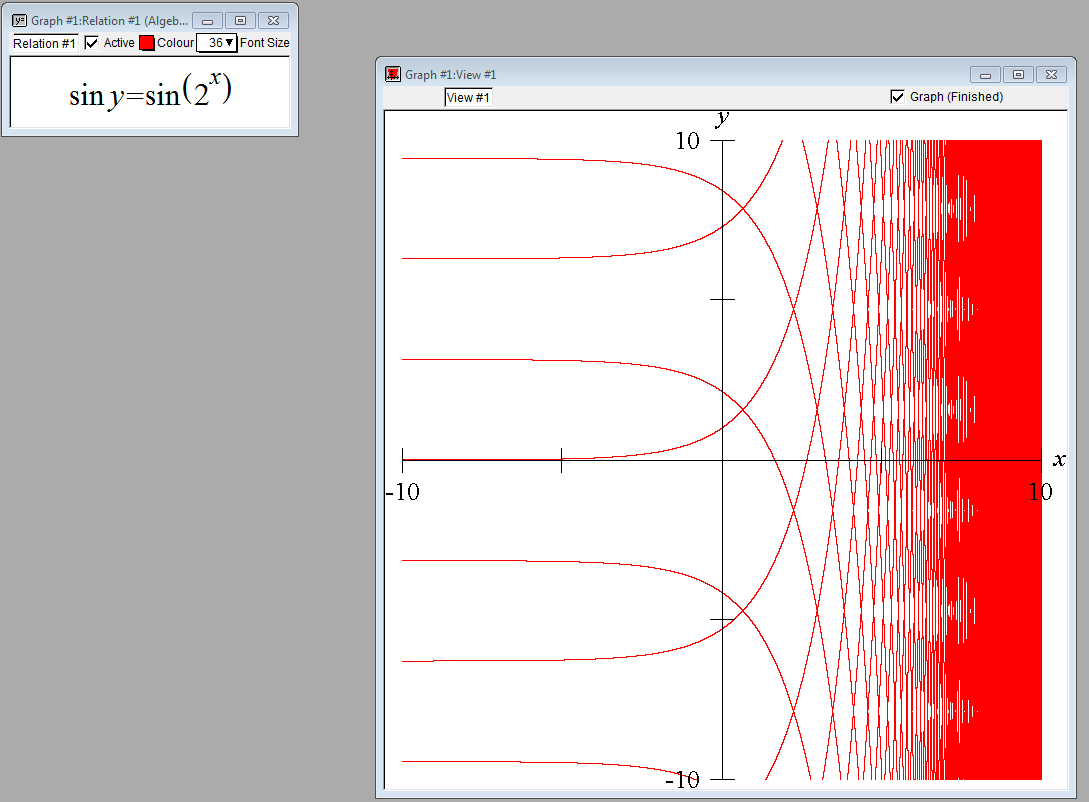 Graph #1:Relation #1 (Algeb...
Relation #1 Active Colour 36 Font Size
sin y=sin(2^x)
Graph #1:View #1
View #1 Graph (Finished)
y
10
x
-10 10
-10